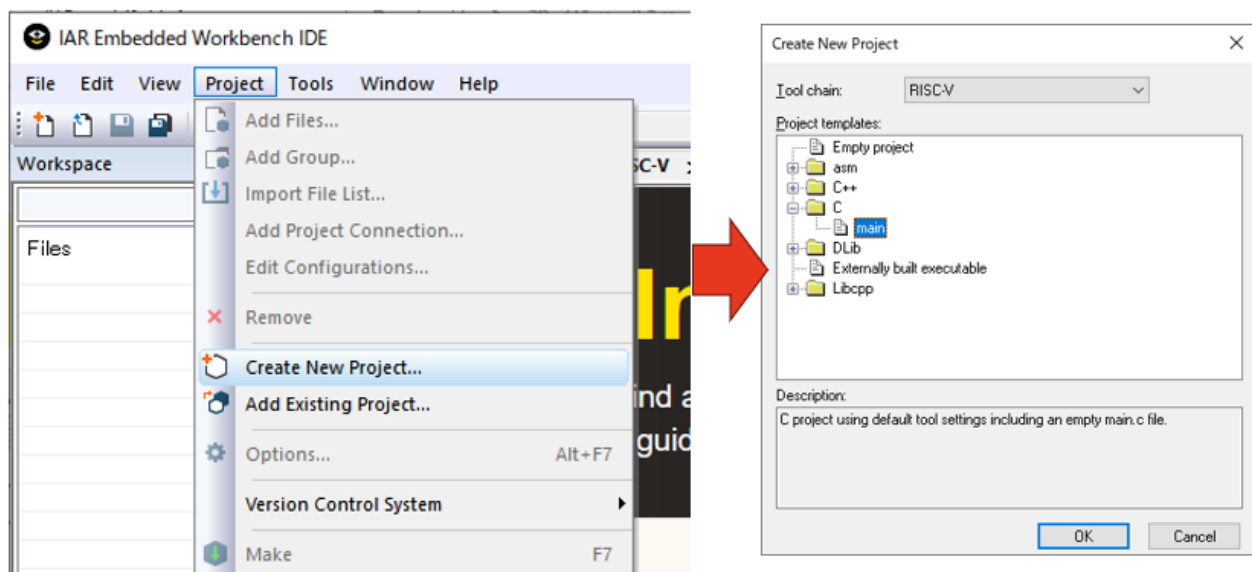 IAR Embedded Workbench IDE
File Edit View Project Tools Window Help
Workspace
Files
Add Files...
Add Group...
Import File List...
Add Project Connection...
Edit Configurations...
Remove
Create New Project...
Add Existing Project...
Options... Alt+F7
Version Control System
Make F7
SC-V
In
ind a
guid
Create New Project
Tool chain: RISC-V
Project templates:
Empty project
asm
C++
C
main
DLib
Externally built executable
Libcpp
Description:
C project using default tool settings including an empty main.c file.
OK Cancel